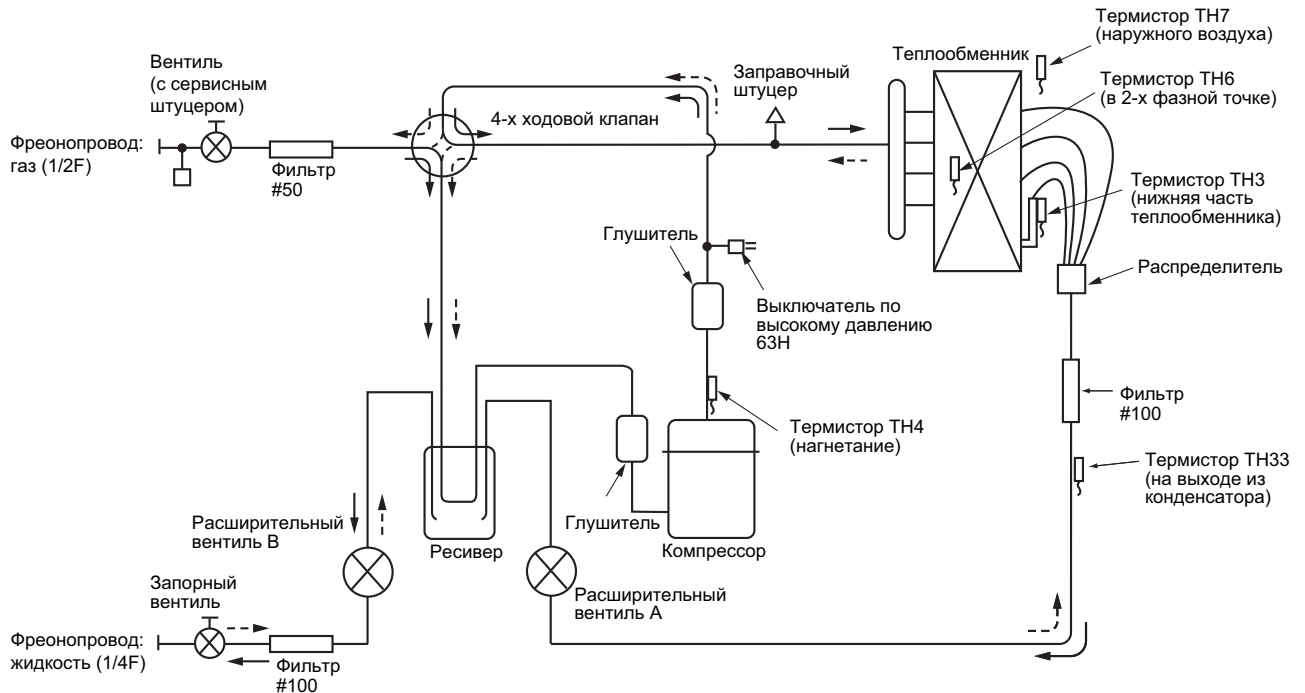 Термистор TH7
(наружного воздуха)
Вентиль
(с сервисным
штуцером)
Теплообменник
Заправочный
штуцер
Термистор TH6
(в 2-х фазной точке)
4-х ходовой клапан
Фреонопровод:
газ (1/2F)
Фильтр
#50
Термистор TH3
(нижняя часть
теплообменника)
Глушитель
Распределитель
Выключатель по
высокому давлению
63H
Фильтр
#100
Термистор TH4
(нагнетание)
Термистор TH33
(на выходе из
конденсатора)
Расширительный
вентиль B
Глушитель
Ресивер
Компрессор
Запорный
вентиль
Расширительный
вентиль A
Фреонопровод:
жидкость (1/4F)
Фильтр
#100